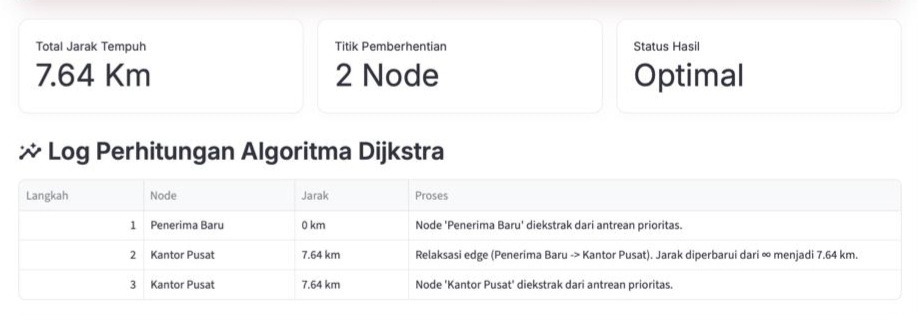 Total Jarak Tempuh
7.64 Km
Titik Pemberhentian
2 Node
Status Hasil
Optimal
Log Perhitungan Algoritma Dijkstra
Langkah Node Jarak Proses
1 Penerima Baru 0 km Node 'Penerima Baru' diekstrak dari antrean prioritas.
2 Kantor Pusat 7.64 km Relaksasi edge (Penerima Baru -> Kantor Pusat). Jarak diperbarui dari ∞ menjadi 7.64 km.
3 Kantor Pusat 7.64 km Node 'Kantor Pusat' diekstrak dari antrean prioritas.